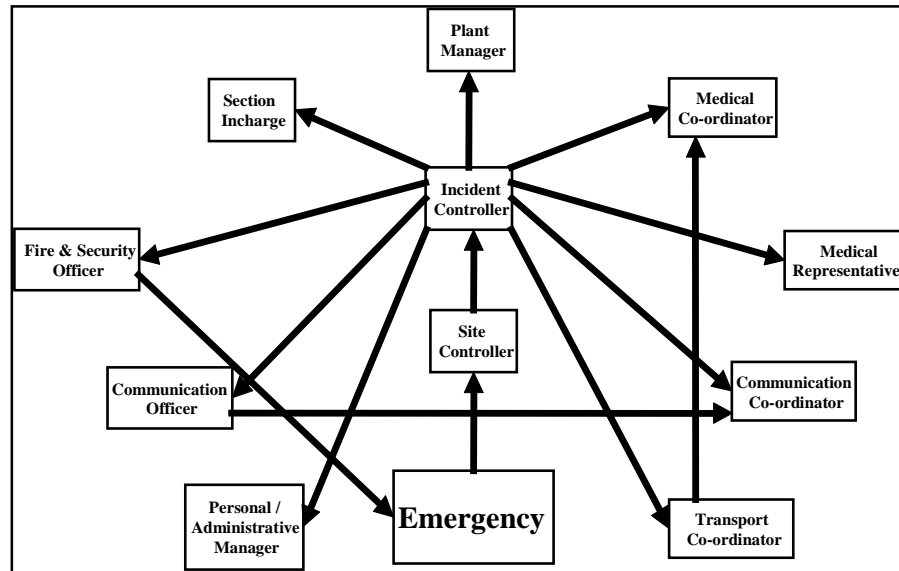 Plant
Manager
Section
Incharge
Medical
Co-ordinator
Incident
Controller
Fire & Security
Officer
Medical
Representative
Site
Controller
Communication
Officer
Communication
Co-ordinator
Personal /
Administrative
Manager
Emergency
Transport
Co-ordinator